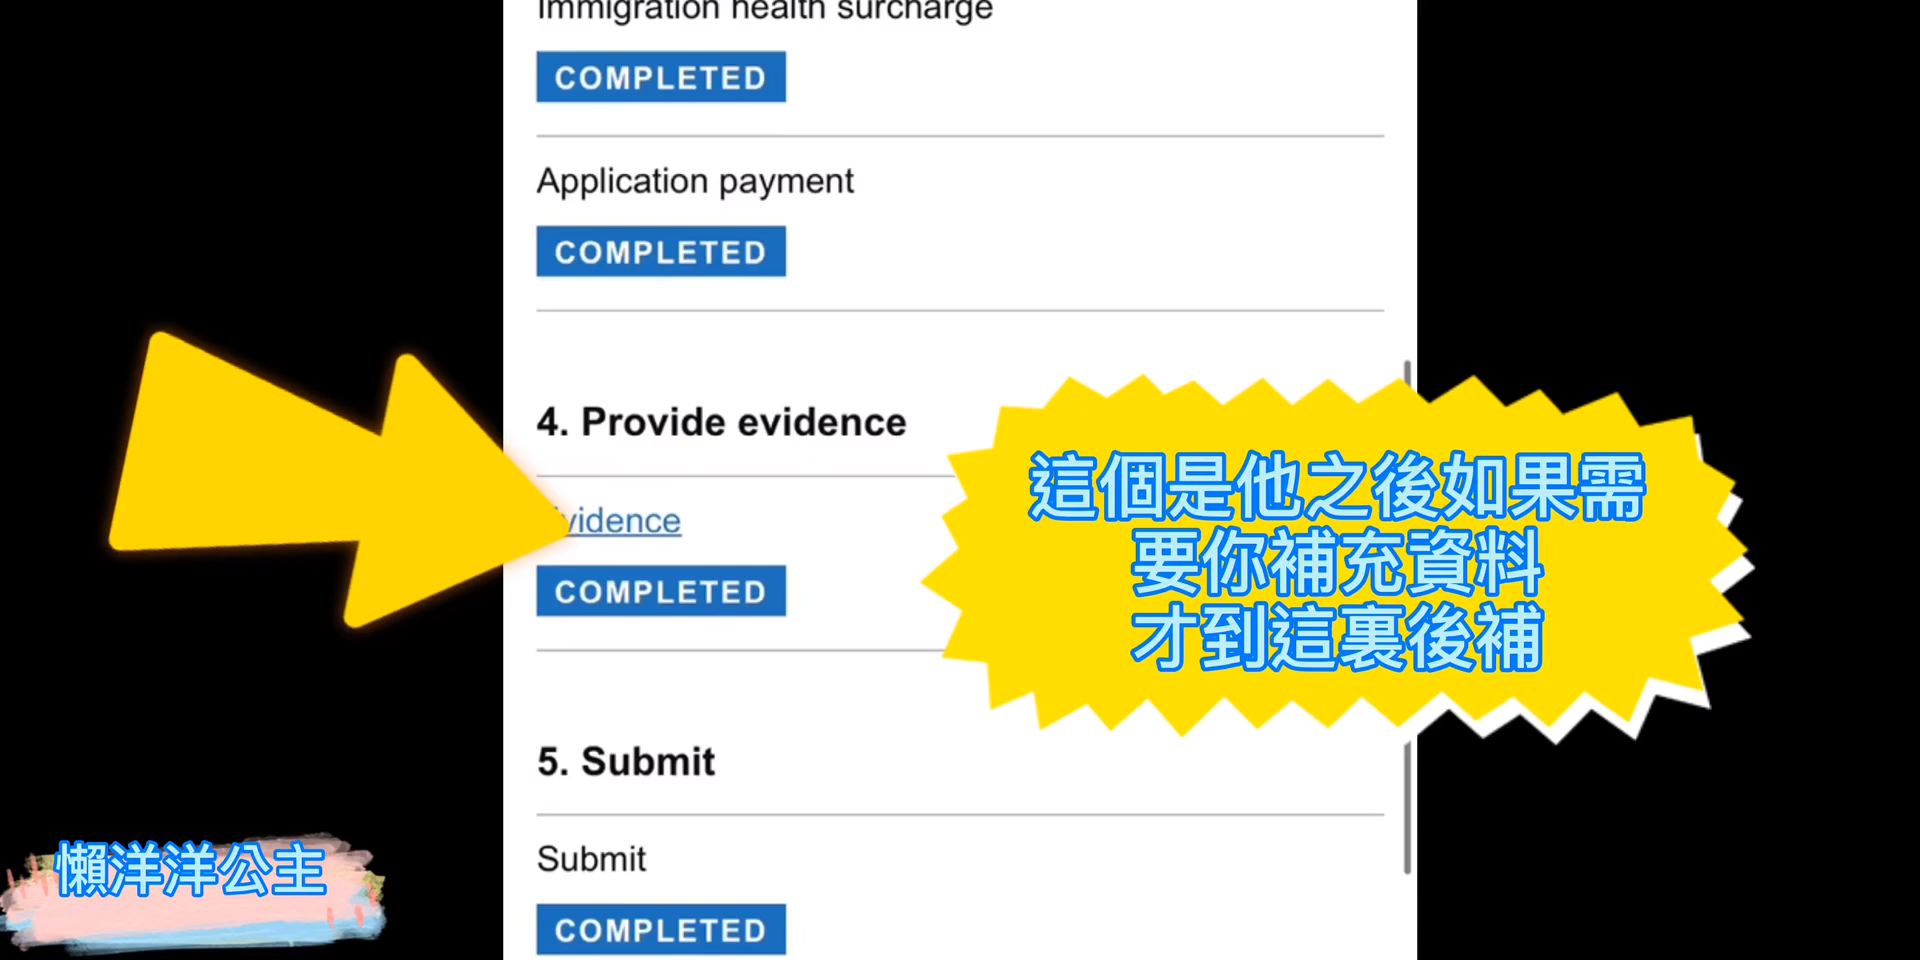 Immigration health surcharge
COMPLETED
Application payment
COMPLETED
4. Provide evidence
vidence
COMPLETED
這個是他之後如果需
要你補充資料
才到這裏後補
5. Submit
Submit
COMPLETED
懶洋洋公主